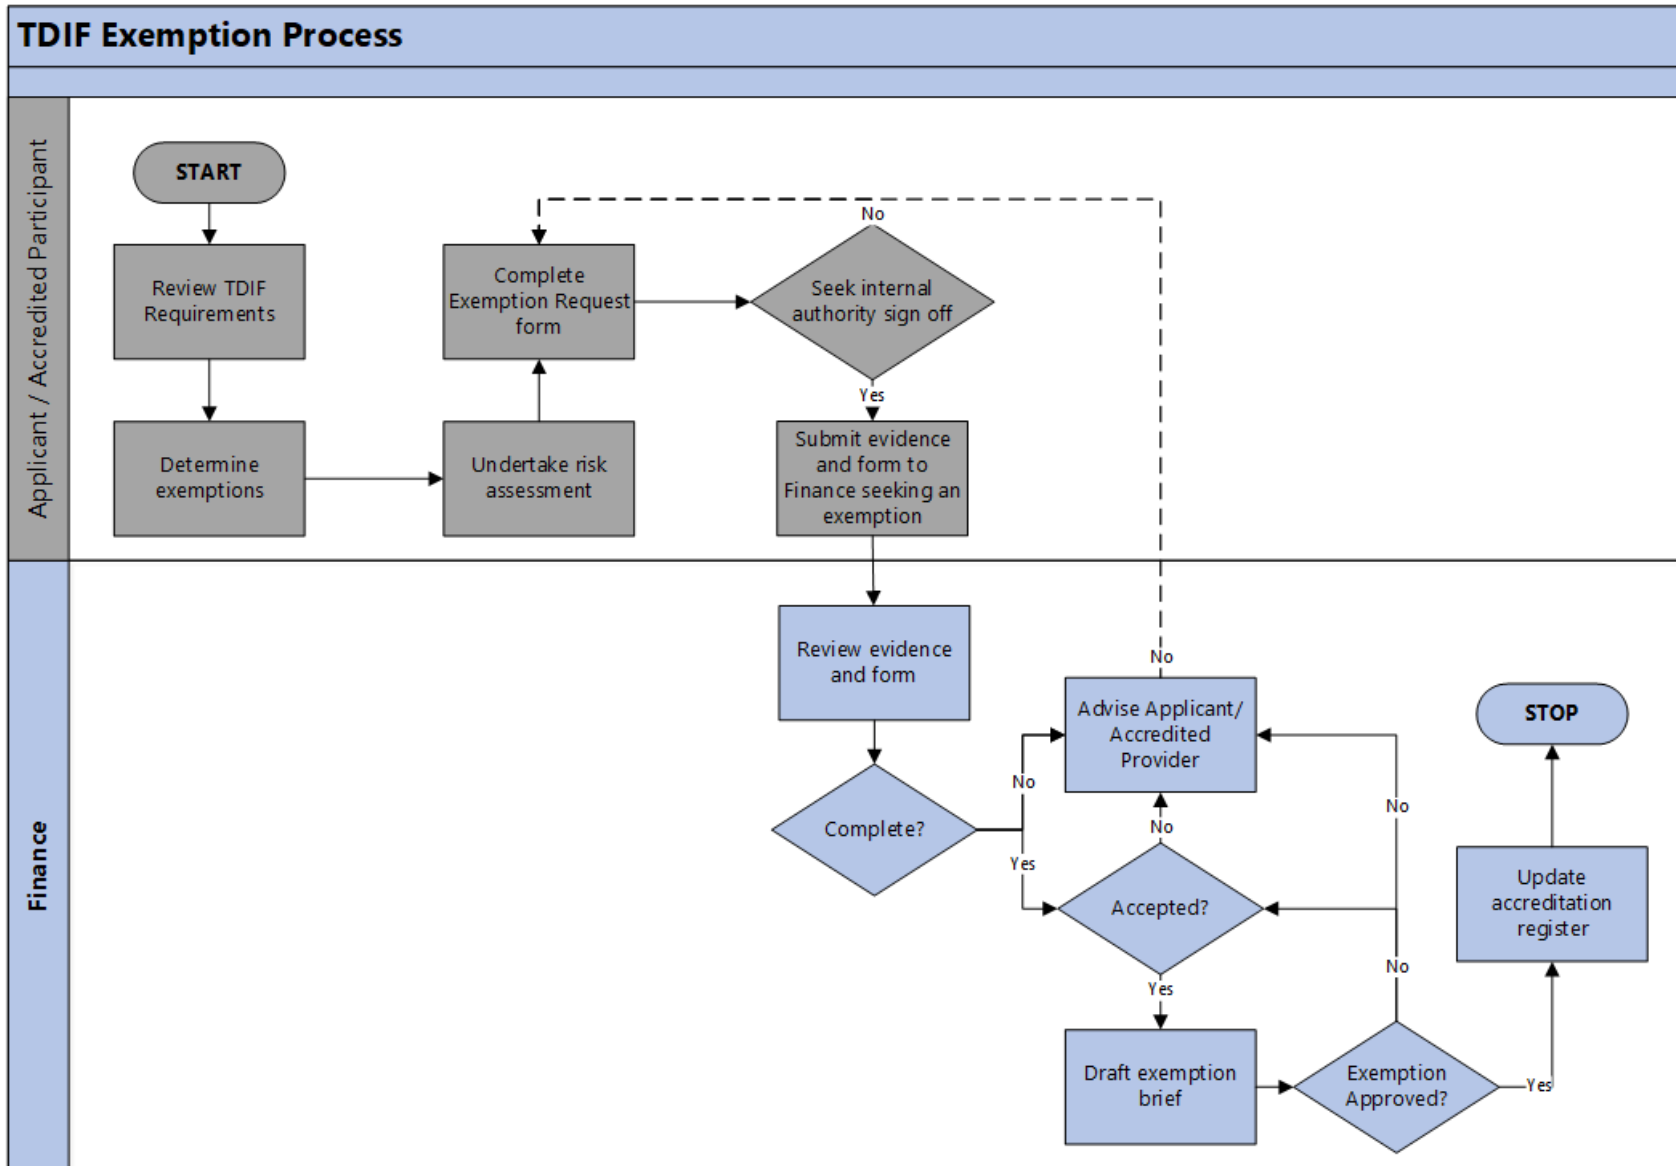 TDIF Exemption Process
Applicant / Accredited Participant
START
Review TDIF
Requirements
Determine
exemptions
Undertake risk
assessment
Complete
Exemption Request
form
No
Seek internal
authority sign off
Yes
Submit evidence
and form to
Finance seeking an
exemption
Finance
Review evidence
and form
Complete?
No
Yes
No
Advise Applicant/
Accredited
Provider
No
Accepted?
Yes
Draft exemption
brief
No
No
Exemption
Approved?
Yes
Update
accreditation
register
STOP